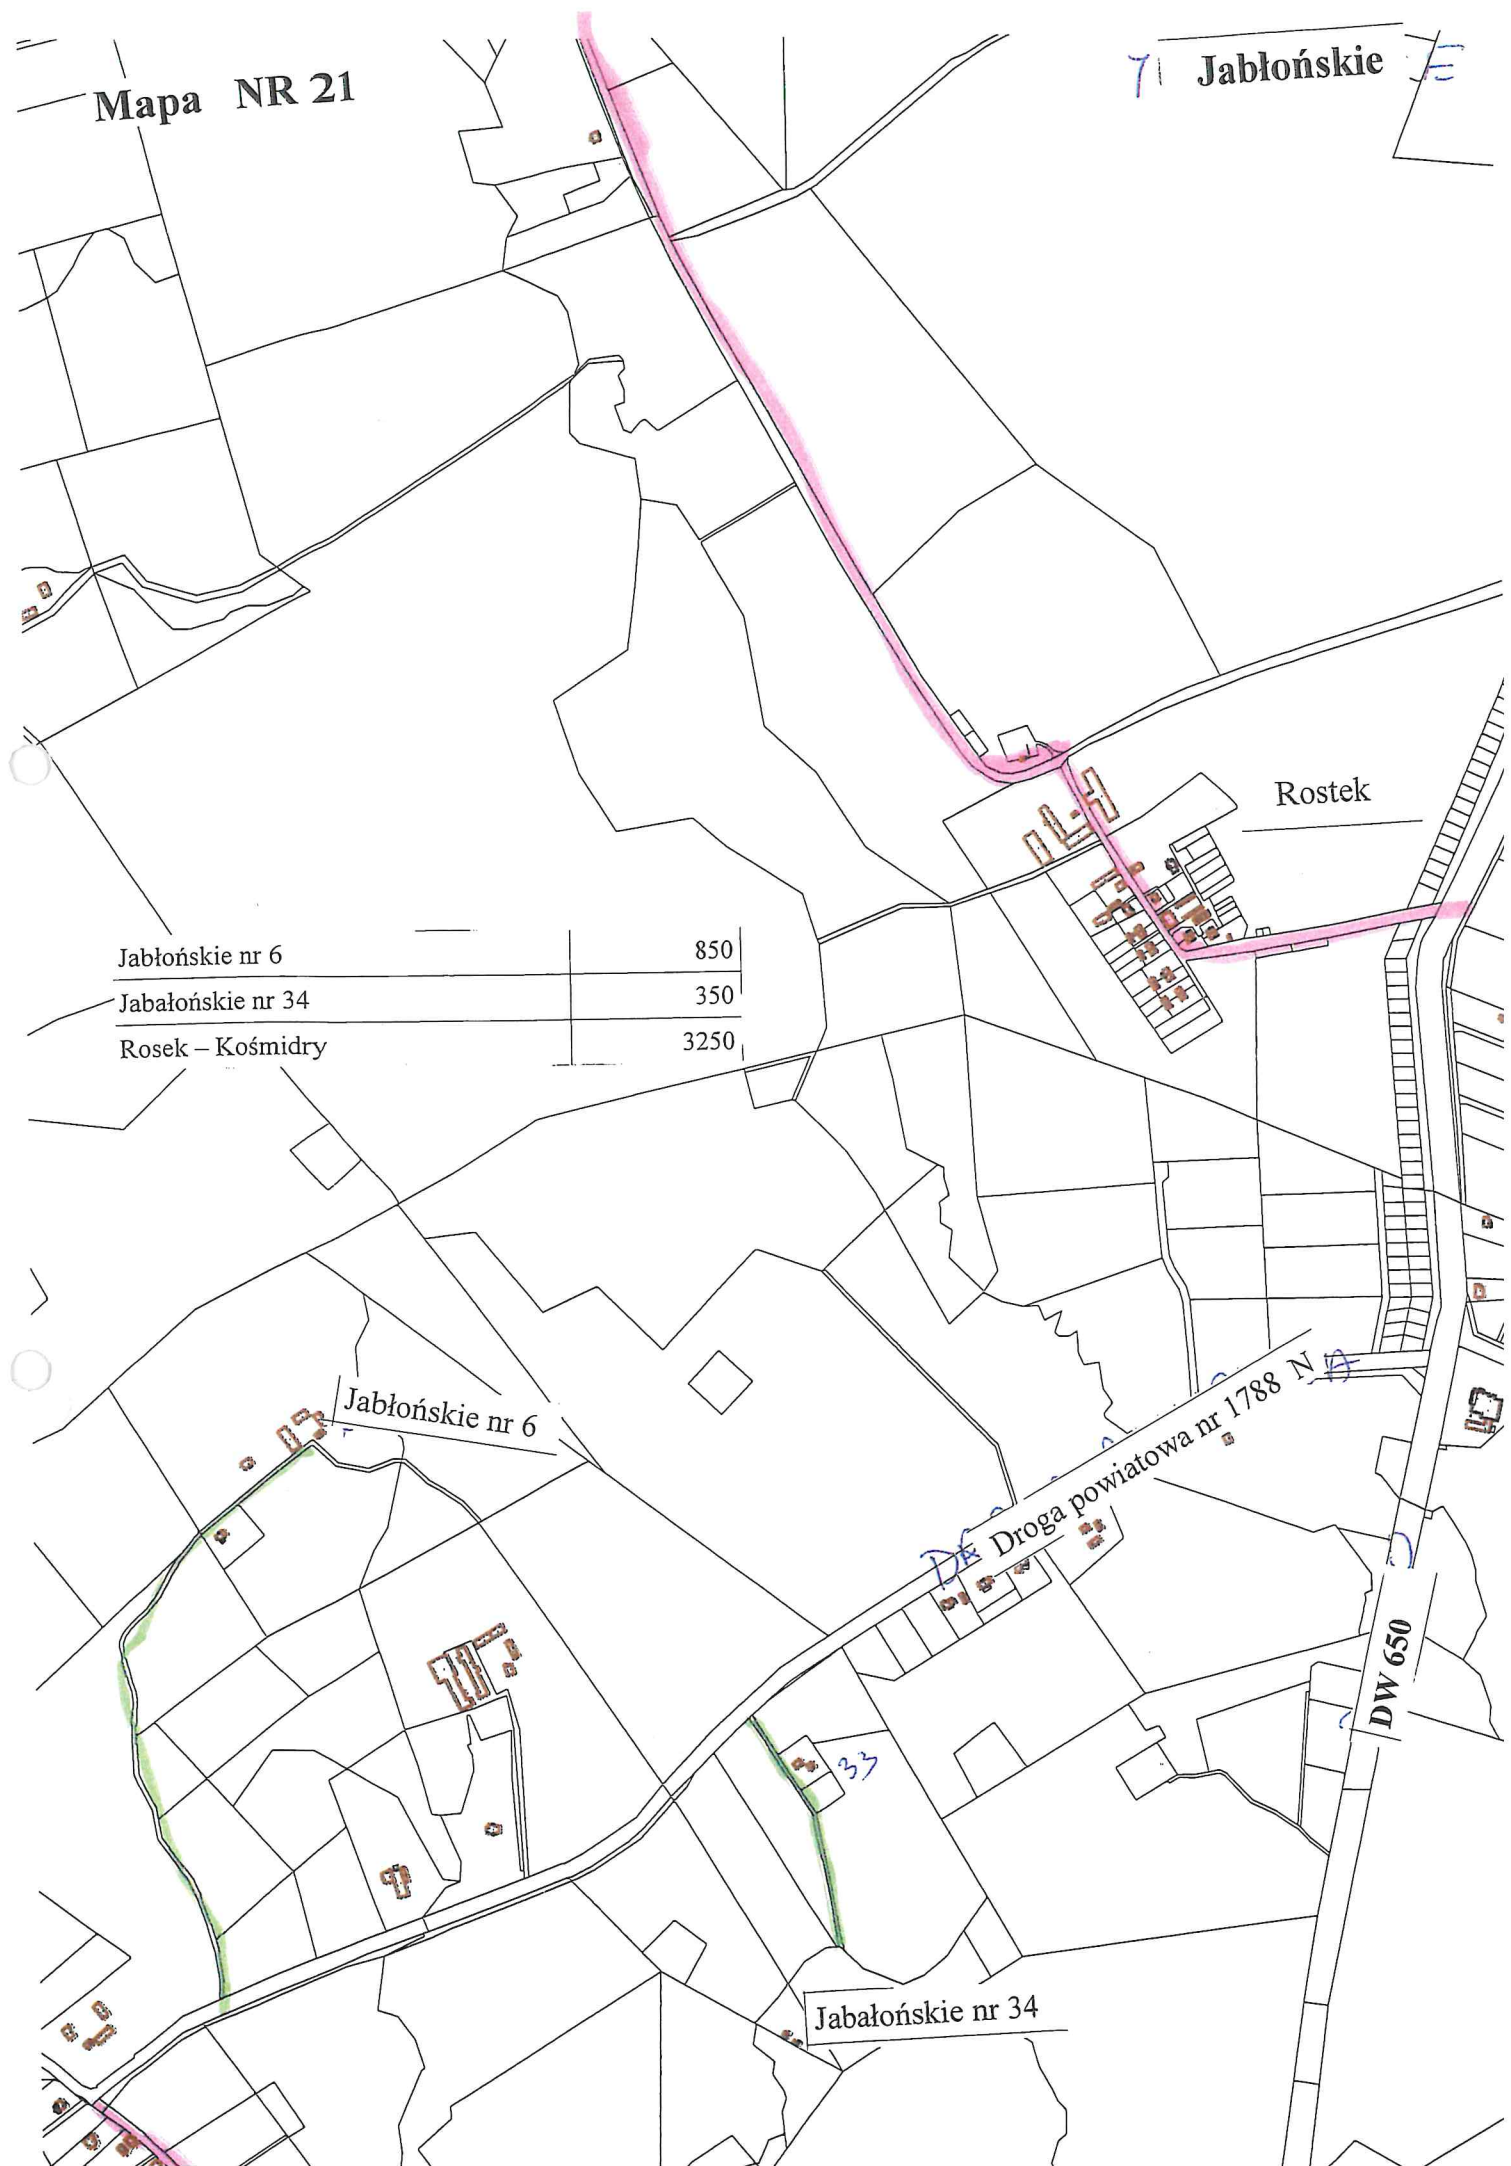 Mapa NR 21
Jabłońskie
Rostek
Jabłońskie nr 6 850
Jabałońskie nr 34 350
Rosek – Kośmidry 3250
Jabłońskie nr 6
Droga powiatowa nr 1788 N
DW 650
33
Jabałońskie nr 34